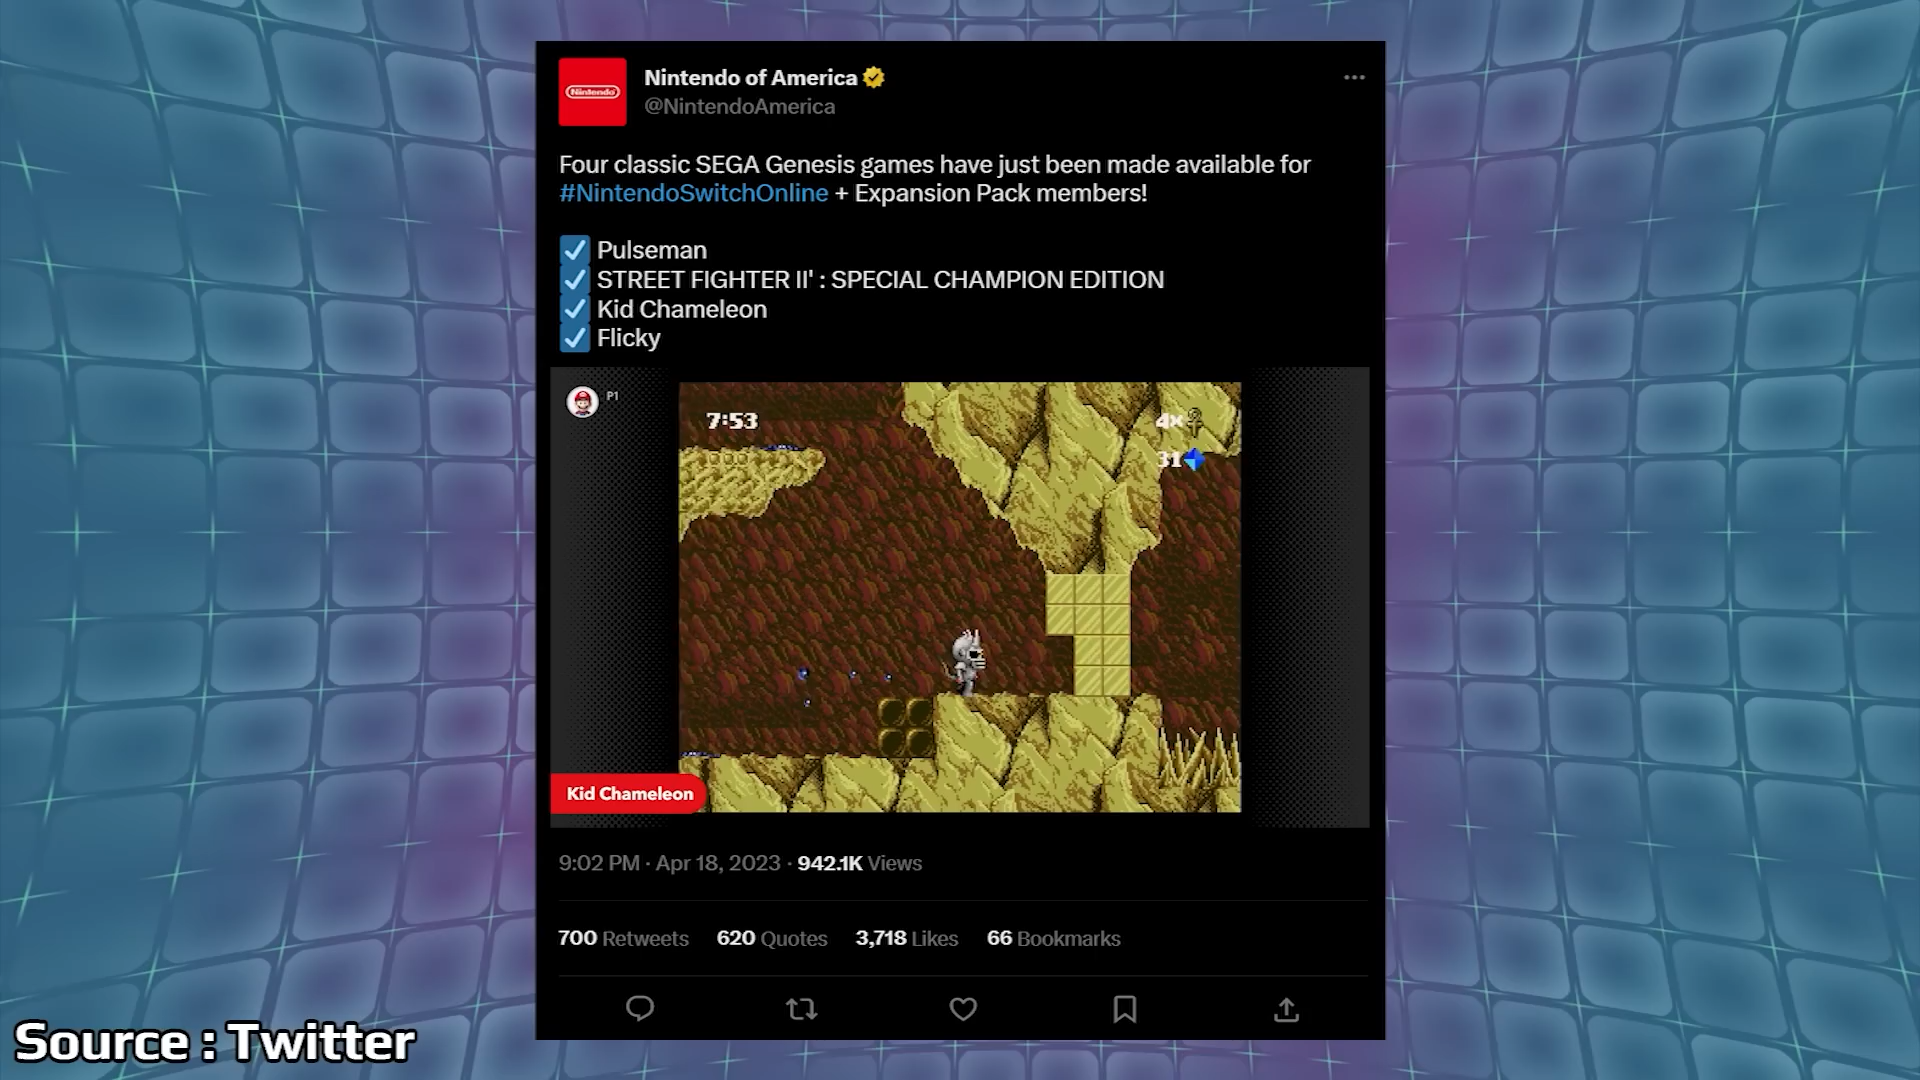 Nintendo
Nintendo of America
@NintendoAmerica
Four classic SEGA Genesis games have just been made available for
#NintendoSwitchOnline + Expansion Pack members!
Pulseman
STREET FIGHTER II' : SPECIAL CHAMPION EDITION
Kid Chameleon
Flicky
P1
7:53
4×
31
Kid Chameleon
9:02 PM · Apr 18, 2023 · 942.1K Views
700 Retweets 620 Quotes 3,718 Likes 66 Bookmarks
Source : Twitter